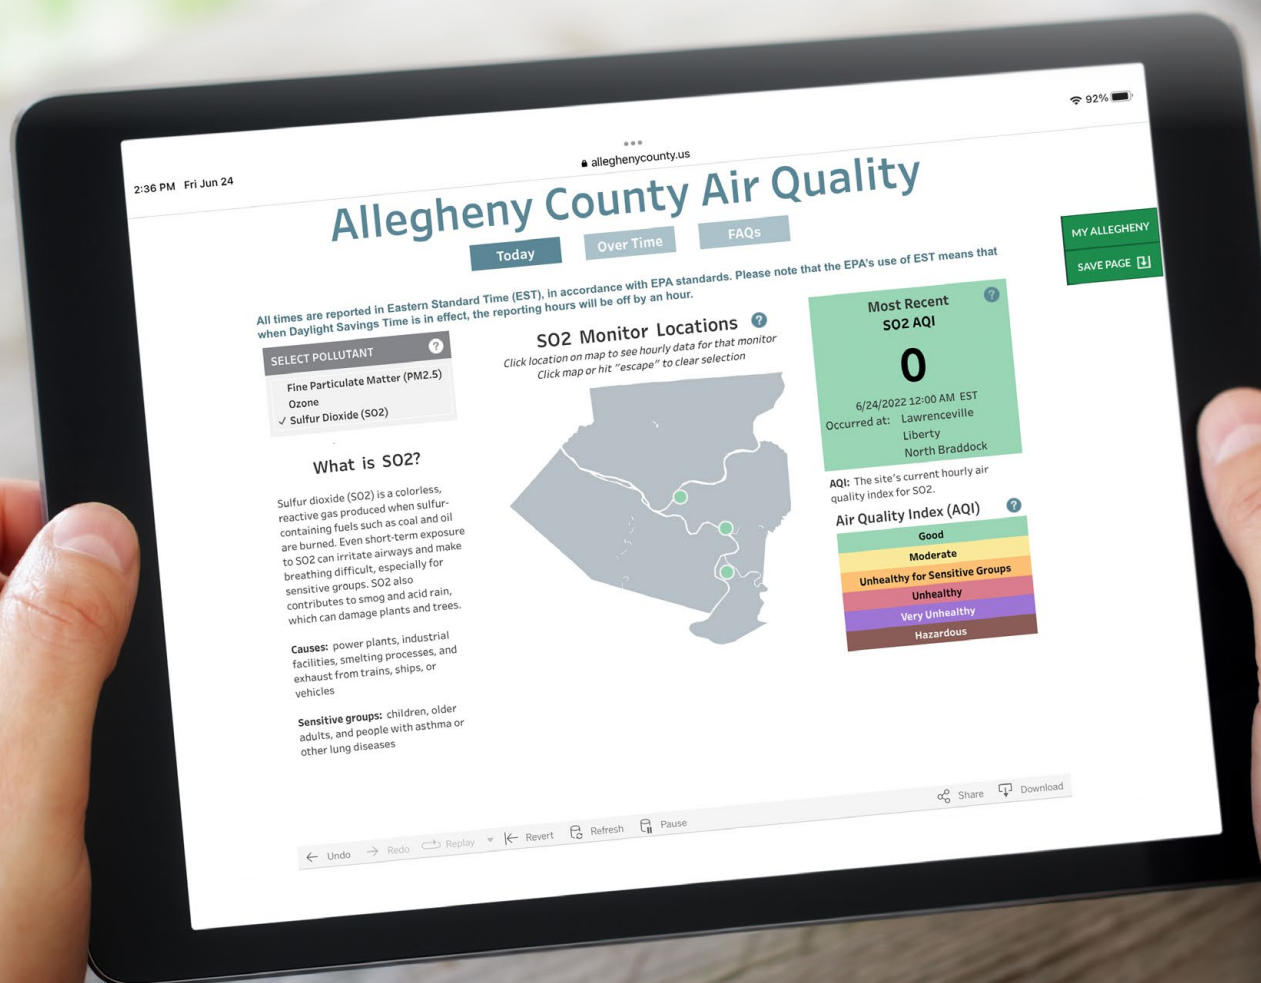 2:36 PM Fri Jun 24
92%
alleghenycounty.us
Allegheny County Air Quality
Today
Over Time
FAQs
MY ALLEGHENY
SAVE PAGE
All times are reported in Eastern Standard Time (EST), in accordance with EPA standards. Please note that the EPA's use of EST means that
when Daylight Savings Time is in effect, the reporting hours will be off by an hour.
SELECT POLLUTANT ?
Fine Particulate Matter (PM2.5)
Ozone
✓ Sulfur Dioxide (SO2)
What is SO2?
Sulfur dioxide (SO2) is a colorless,
reactive gas produced when sulfur-
containing fuels such as coal and oil
are burned. Even short-term exposure
to SO2 can irritate airways and make
breathing difficult, especially for
sensitive groups. SO2 also
contributes to smog and acid rain,
which can damage plants and trees.
Causes: power plants, industrial
facilities, smelting processes, and
exhaust from trains, ships, or
vehicles
Sensitive groups: children, older
adults, and people with asthma or
other lung diseases
SO2 Monitor Locations ?
Click location on map to see hourly data for that monitor
Click map or hit "escape" to clear selection
Most Recent ?
SO2 AQI
0
6/24/2022 12:00 AM EST
Occurred at: Lawrenceville
Liberty
North Braddock
AQI: The site's current hourly air
quality index for SO2.
Air Quality Index (AQI) ?
Good
Moderate
Unhealthy for Sensitive Groups
Unhealthy
Very Unhealthy
Hazardous
Undo
Redo
Replay
Revert
Refresh
Pause
Share
Download